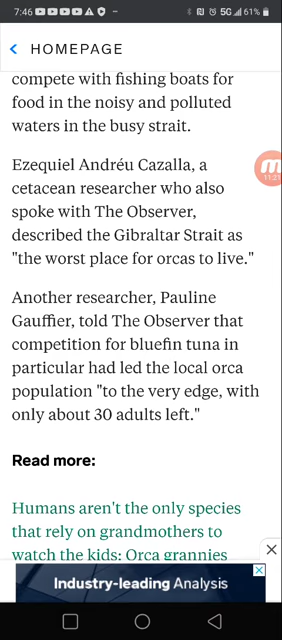 7:46
5G 61%
HOMEPAGE
compete with fishing boats for
food in the noisy and polluted
waters in the busy strait.
Ezequiel Andréu Cazalla, a
cetacean researcher who also
spoke with The Observer,
described the Gibraltar Strait as
"the worst place for orcas to live."
11:21
Another researcher, Pauline
Gauffier, told The Observer that
competition for bluefin tuna in
particular had led the local orca
population "to the very edge, with
only about 30 adults left."
Read more:
Humans aren't the only species
that rely on grandmothers to
watch the kids: Orca grannies
Industry-leading Analysis